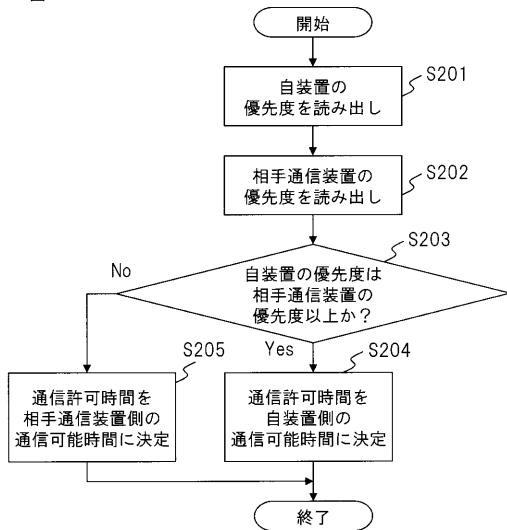 開始
自装置の
優先度を読み出し
S201
相手通信装置の
優先度を読み出し
S202
自装置の優先度は
相手通信装置の
優先度以上か？
S203
No
Yes
S205
通信許可時間を
相手通信装置側の
通信可能時間に決定
S204
通信許可時間を
自装置側の
通信可能時間に決定
終了